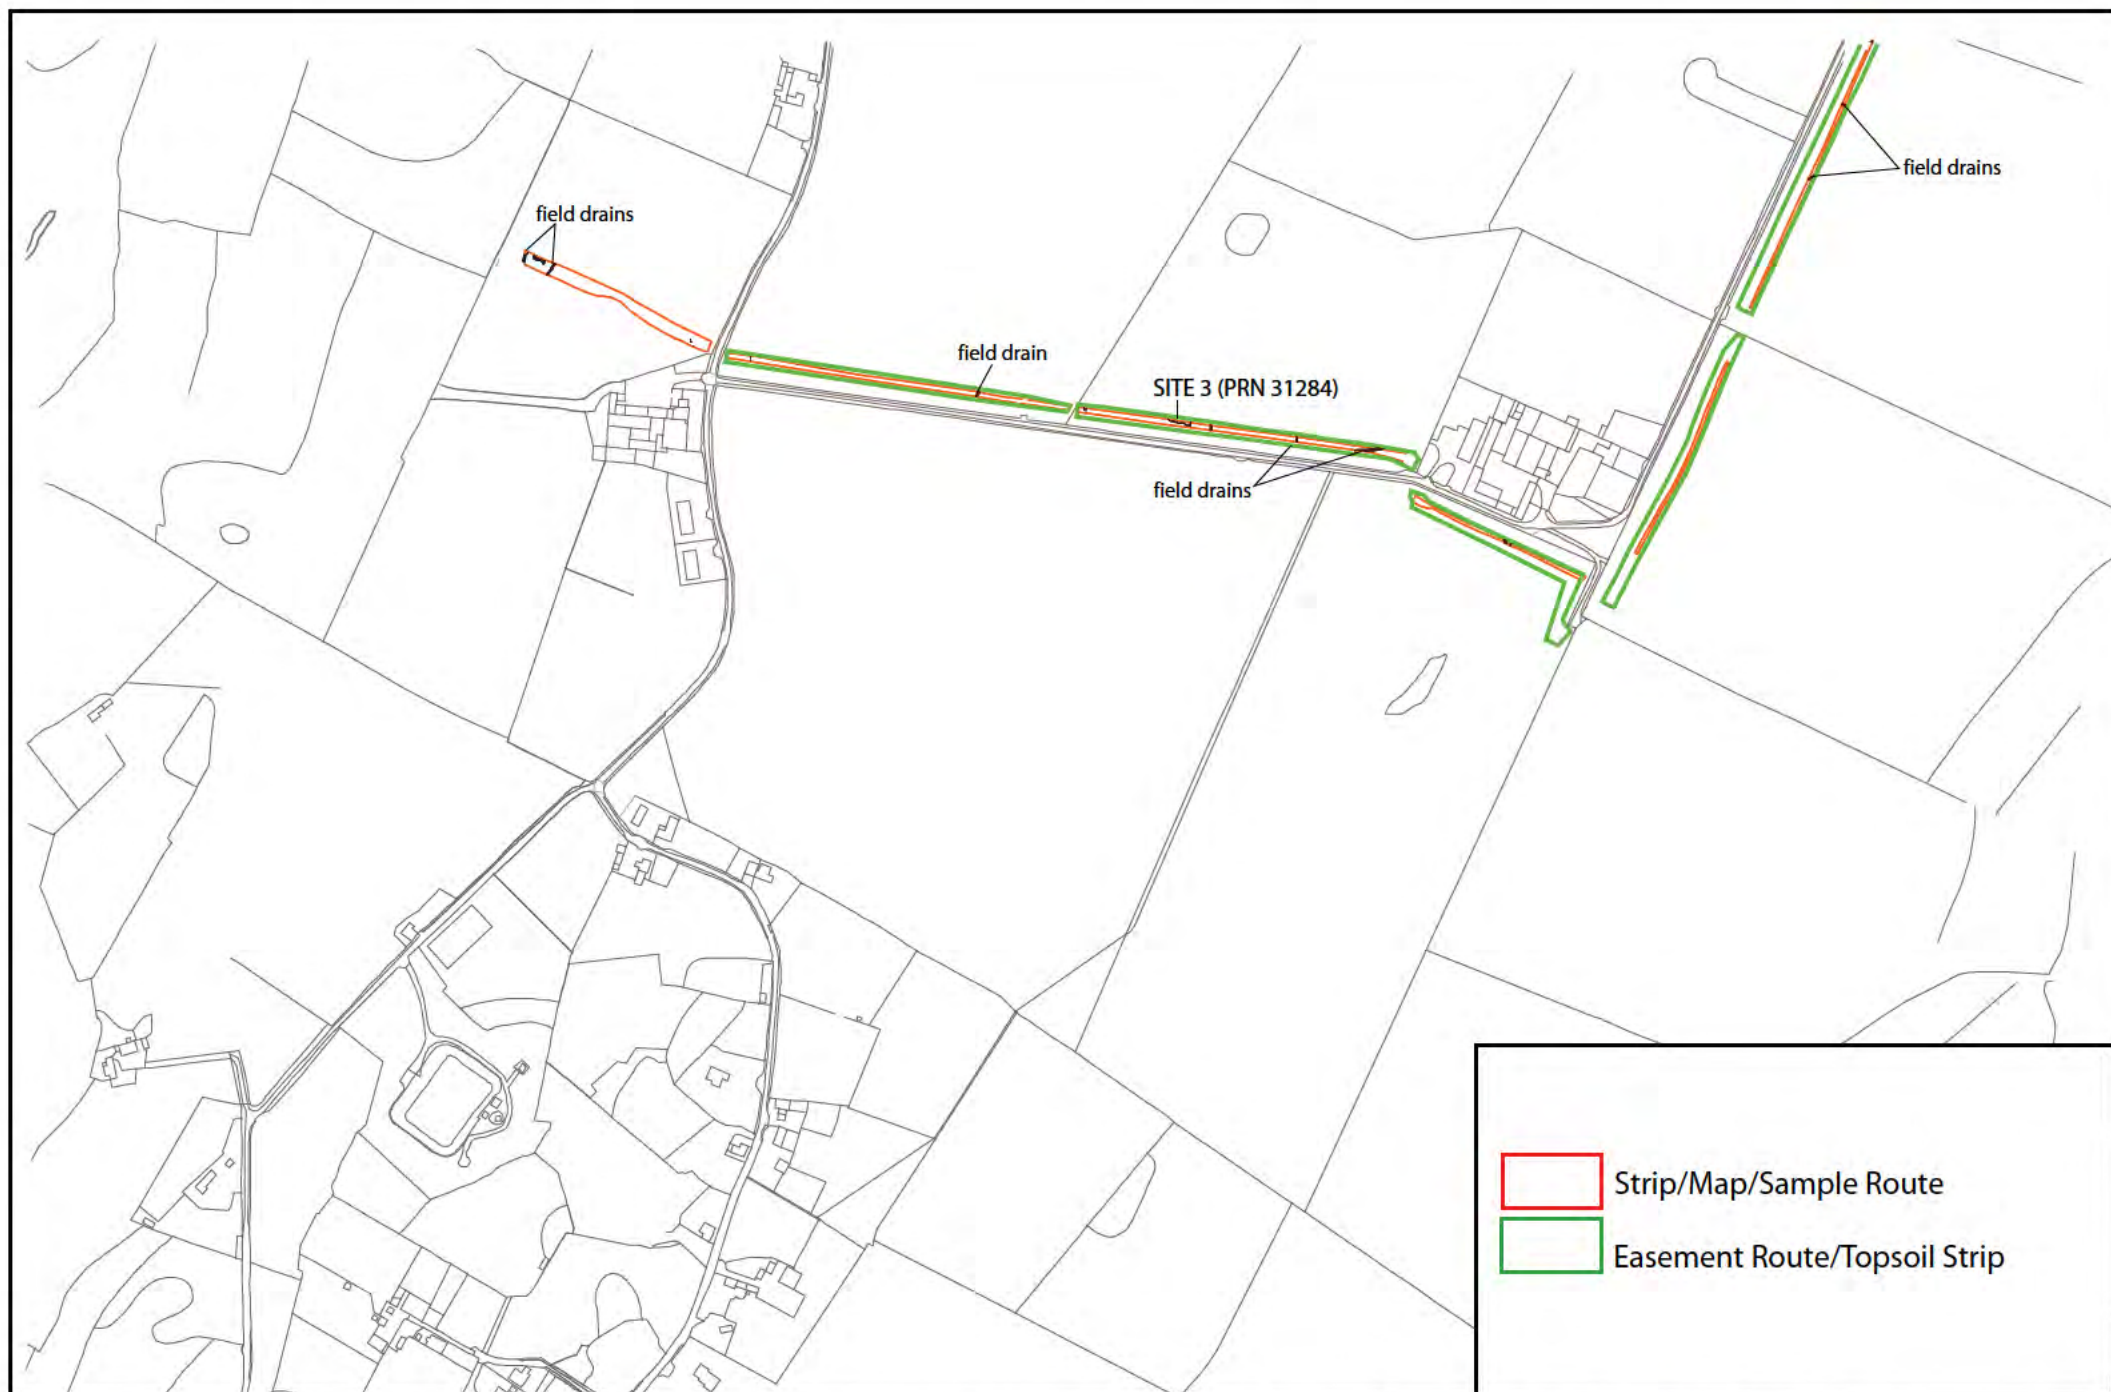 field drains
field drains
field drain
SITE 3 (PRN 31284)
field drains
Strip/Map/Sample Route
Easement Route/Topsoil Strip